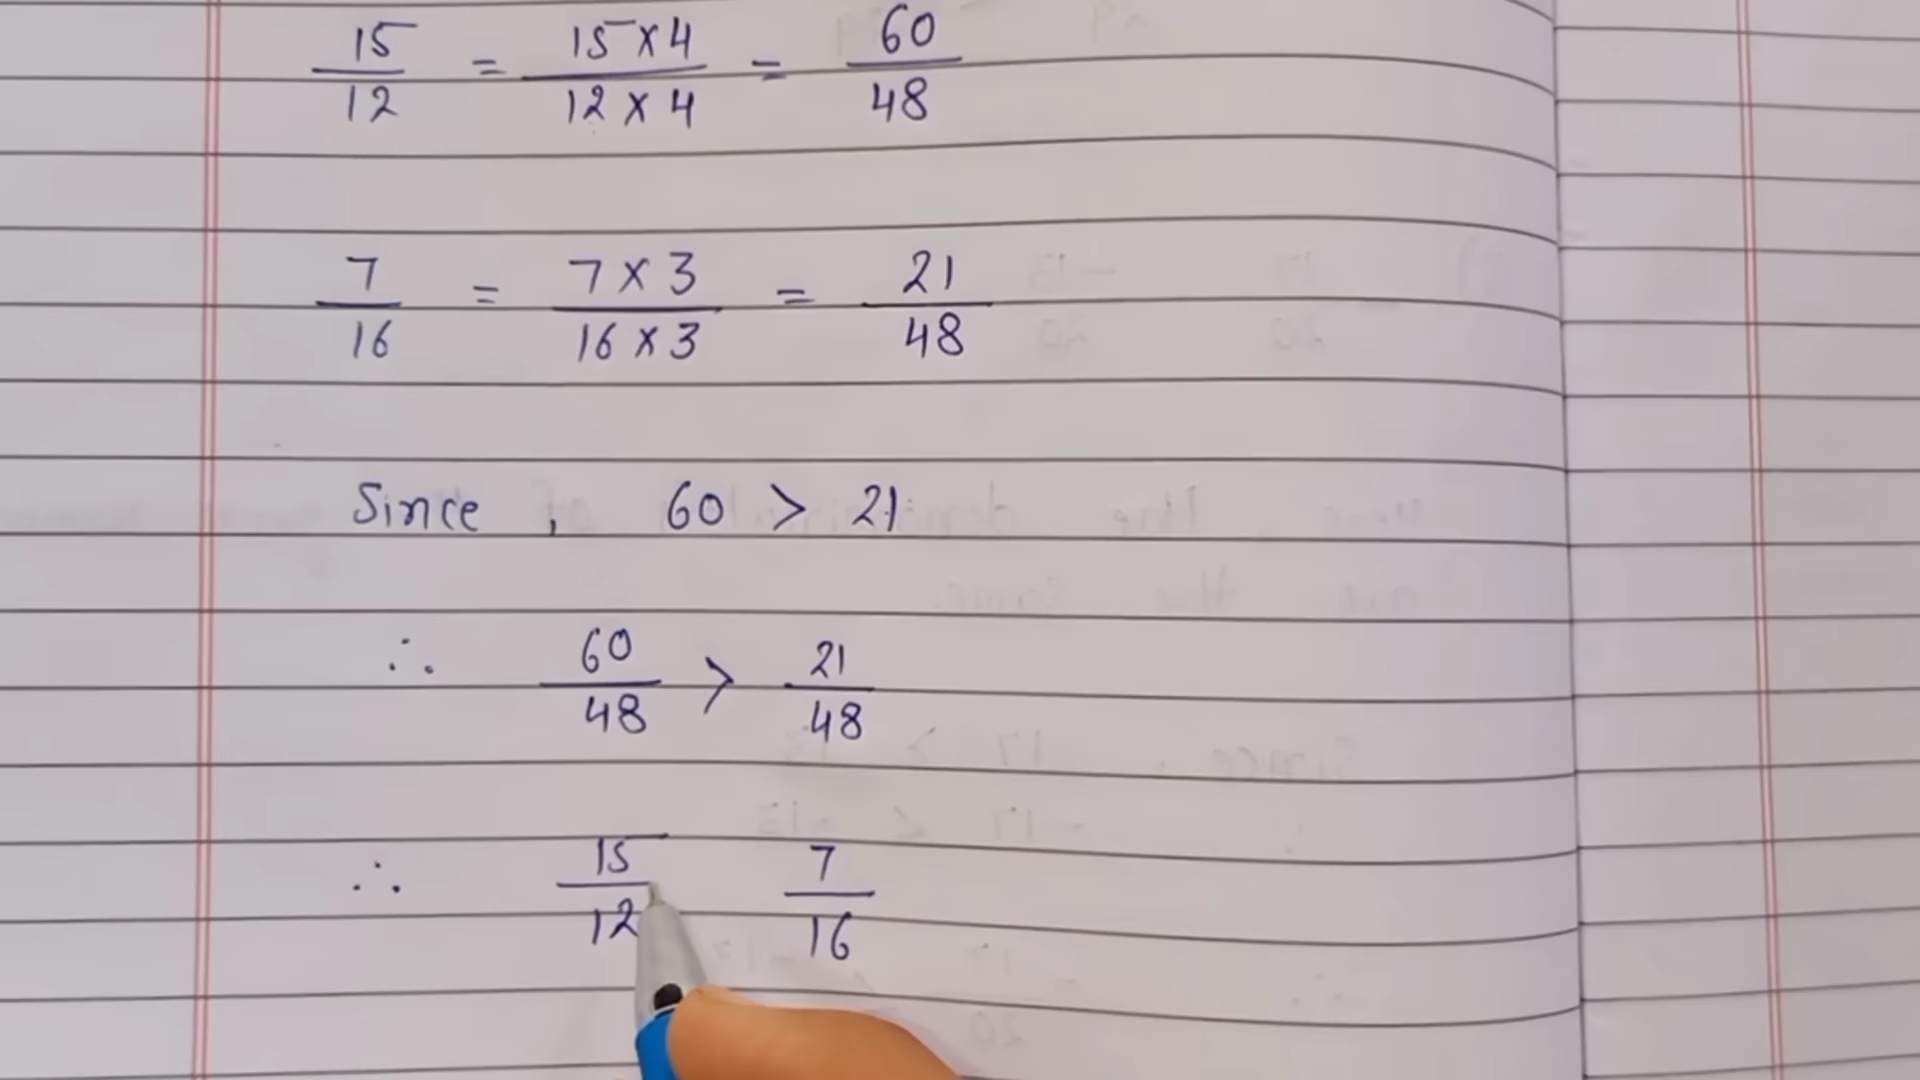 15/12 = 15 × 4/12 × 4 = 60/48
7/16 = 7 × 3/16 × 3 = 21/48
Since, 60 > 21
∴ 60/48 > 21/48
∴ 15/12 7/16